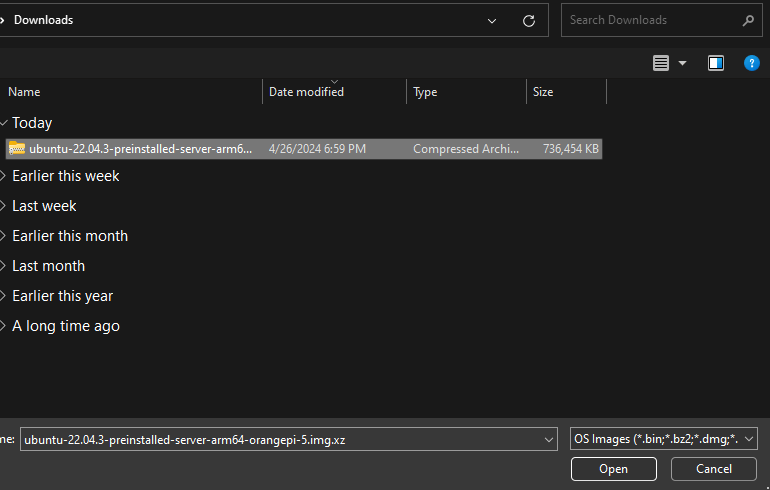 Downloads
Search Downloads
Name Date modified Type Size
Today
ubuntu-22.04.3-preinstalled-server-arm6... 4/26/2024 6:59 PM Compressed Archi... 736,454 KB
Earlier this week
Last week
Earlier this month
Last month
Earlier this year
A long time ago
me: ubuntu-22.04.3-preinstalled-server-arm64-orangepi-5.img.xz OS Images (*.bin;*.bz2;*.dmg;*.
Open Cancel